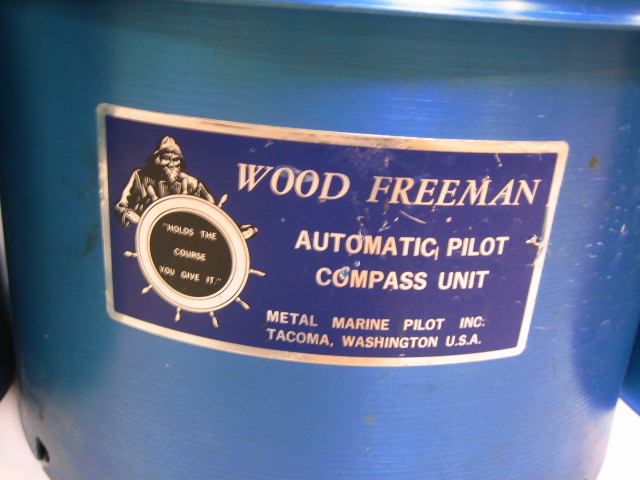 WOOD FREEMAN
"HOLDS THE
COURSE
YOU GIVE IT."
AUTOMATIC PILOT
COMPASS UNIT
METAL MARINE PILOT INC.
TACOMA, WASHINGTON U.S.A.